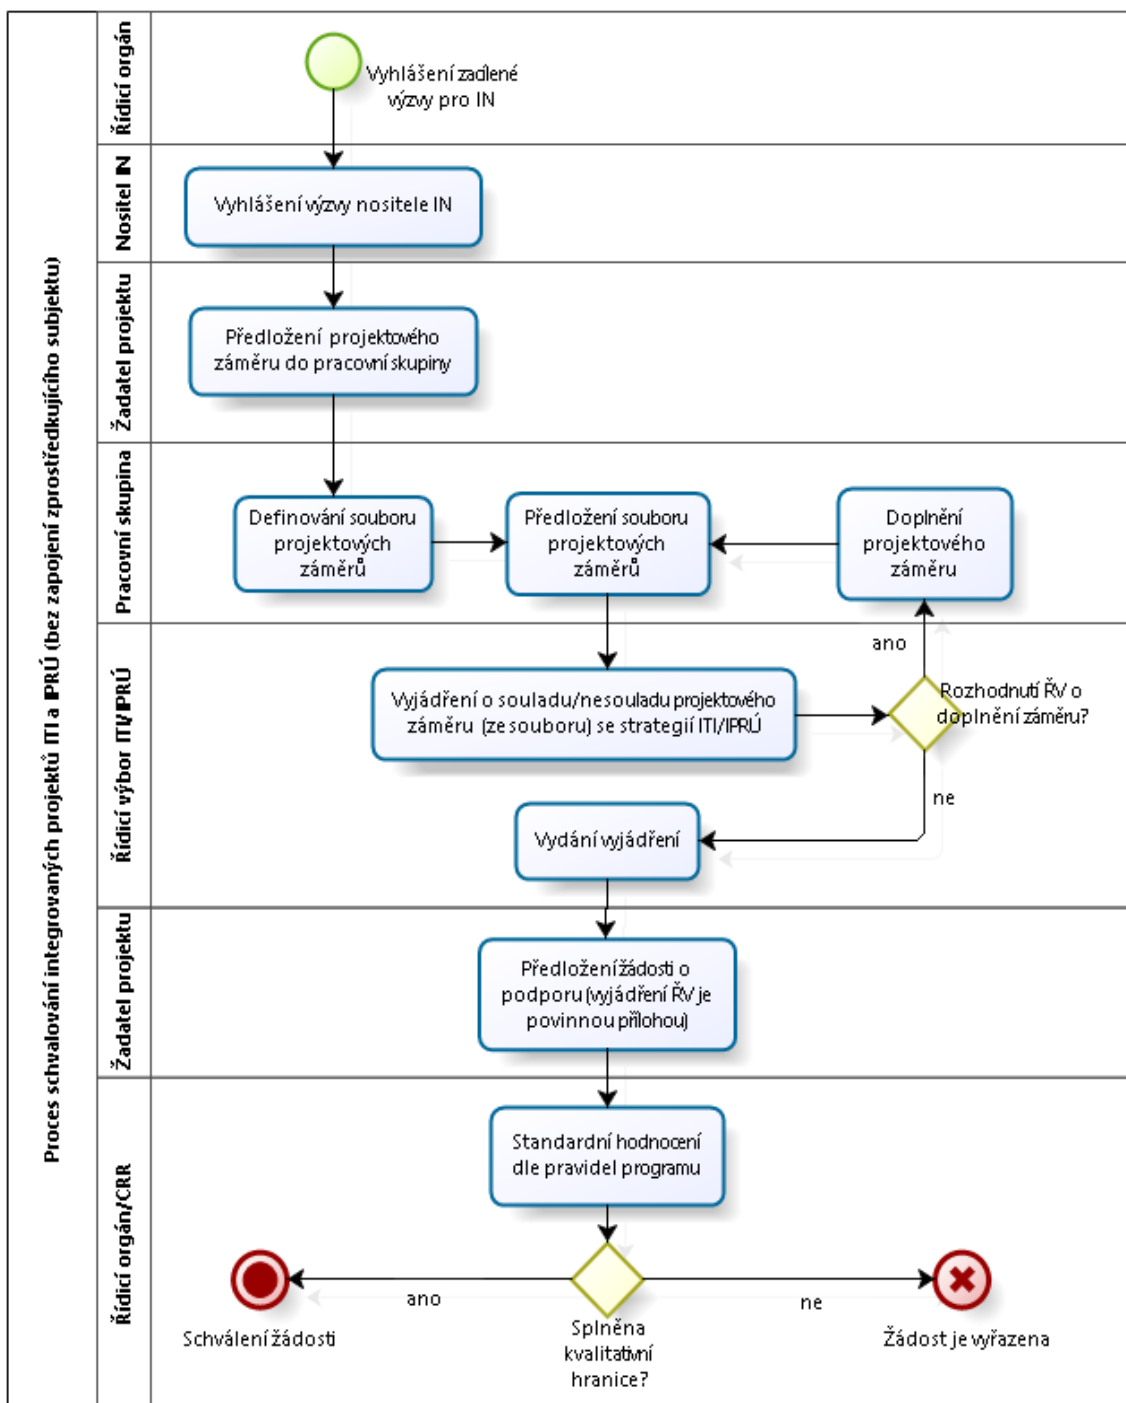 Proces schvalování integrovaných projektů ITI a IPRÚ (bez zapojení zprostředkujícího subjektu)
Řídicí orgán
Vyhlášení zacílené
výzvy pro IN
Nositel IN
Vyhlášení výzvy nositele IN
Žadatel projektu
Předložení projektového
záměru do pracovní skupiny
Pracovní skupina
Definování souboru
projektových
záměrů
Předložení souboru
projektových
záměrů
Doplnění
projektového
záměru
Řídicí výbor ITI/IPRÚ
ano
Vyjádření o souladu/nesouladu projektového
záměru (ze souboru) se strategií ITI/IPRÚ
Rozhodnutí ŘV o
doplnění záměru?
ne
Vydání vyjádření
Žadatel projektu
Předložení žádosti o
podporu (vyjádření ŘV je
povinnou přílohou)
Řídicí orgán/CRR
Standardní hodnocení
dle pravidel programu
ano
ne
Schválení žádosti
Splněna
kvalitativní
hranice?
Žádost je vyřazena